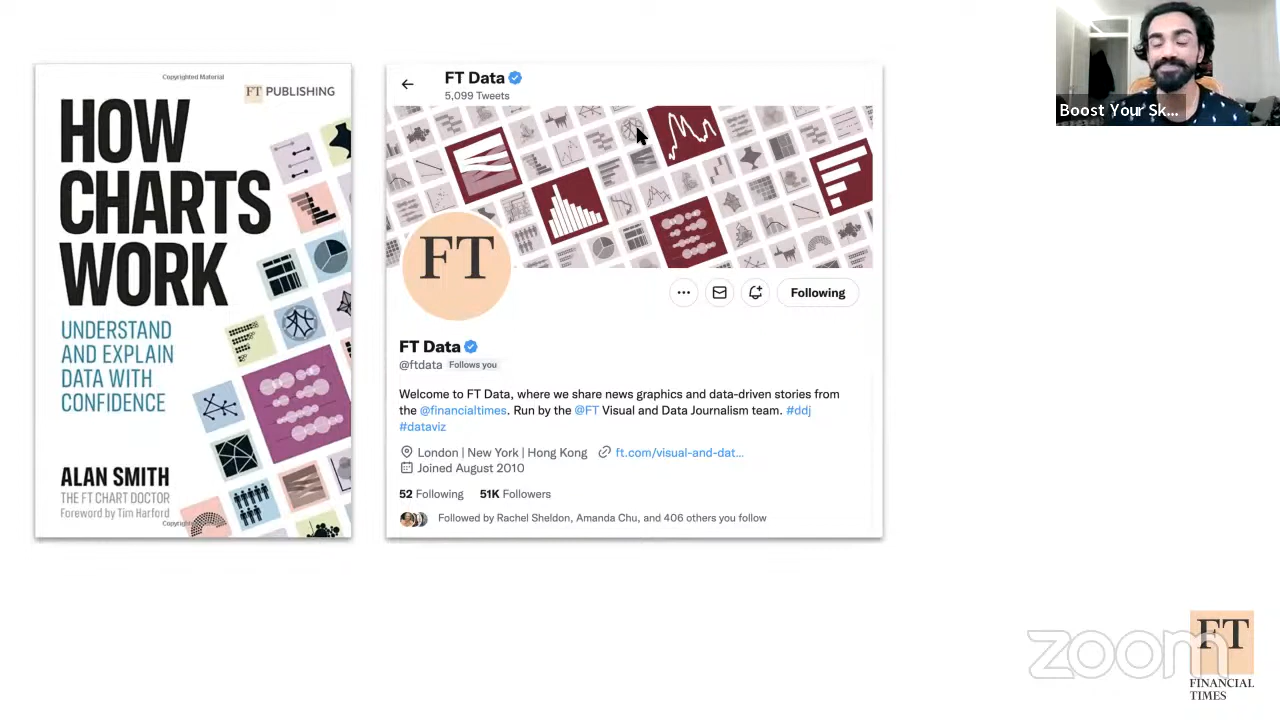 Copyrighted Material
FT PUBLISHING
HOW
CHARTS
WORK
UNDERSTAND
AND EXPLAIN
DATA WITH
CONFIDENCE
ALAN SMITH
THE FT CHART DOCTOR
Foreword by Tim Harford
FT Data
5,099 Tweets
FT
Following
FT Data
@ftdata Follows you
Welcome to FT Data, where we share news graphics and data-driven stories from
the @financialtimes. Run by the @FT Visual and Data Journalism team. #ddj
#dataviz
London | New York | Hong Kong ft.com/visual-and-dat...
Joined August 2010
52 Following 51K Followers
Followed by Rachel Sheldon, Amanda Chu, and 406 others you follow
Boost Your Sk...
zoom
FT
FINANCIAL
TIMES